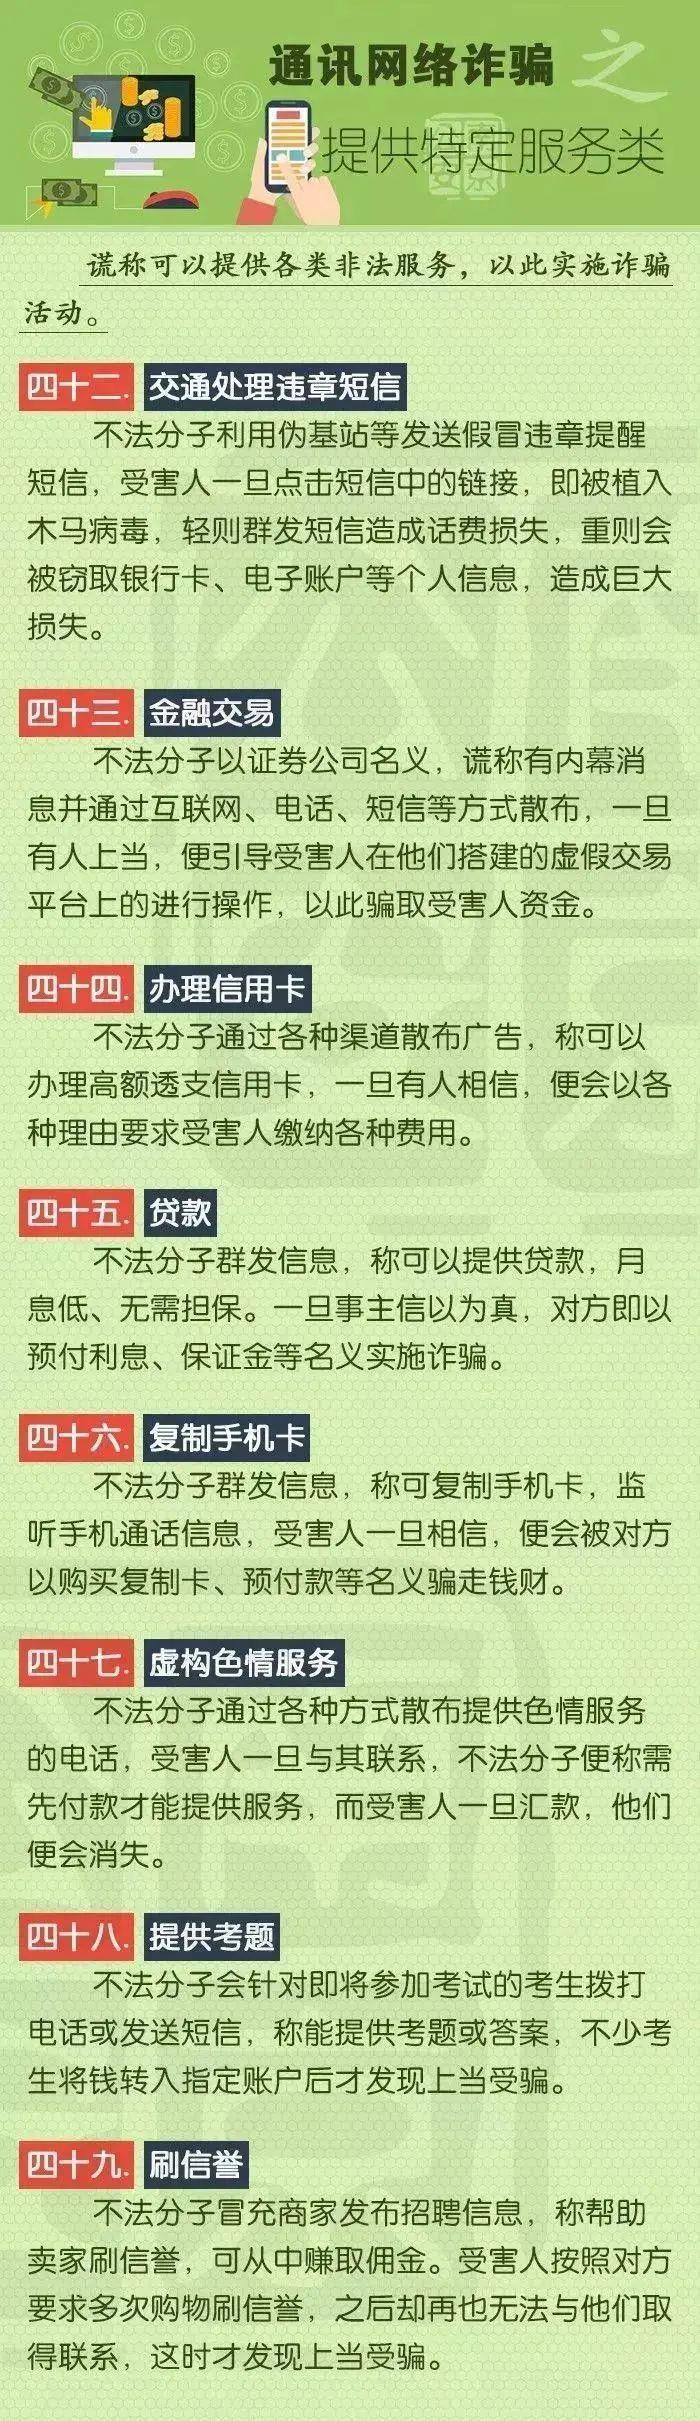 通讯网络诈骗之
提供特定服务类
谎称可以提供各类非法服务，以此实施诈骗
活动。
四十二. 交通处理违章短信
不法分子利用伪基站等发送假冒违章提醒
短信，受害人一旦点击短信中的链接，即被植入
木马病毒，轻则群发短信造成话费损失，重则会
被窃取银行卡、电子账户等个人信息，造成巨大
损失。
四十三. 金融交易
不法分子以证券公司名义，谎称有内幕消
息并通过互联网、电话、短信等方式散布，一旦
有人上当，便引导受害人在他们搭建的虚假交易
平台上的进行操作，以此骗取受害人资金。
四十四. 办理信用卡
不法分子通过各种渠道散布广告，称可以
办理高额透支信用卡，一旦有人相信，便会以各
种理由要求受害人缴纳各种费用。
四十五. 贷款
不法分子群发信息，称可以提供贷款，月
息低、无需担保。一旦事主信以为真，对方即以
预付利息、保证金等名义实施诈骗。
四十六. 复制手机卡
不法分子群发信息，称可复制手机卡，监
听手机通话信息，受害人一旦相信，便会被对方
以购买复制卡、预付款等名义骗走钱财。
四十七. 虚构色情服务
不法分子通过各种方式散布提供色情服务
的电话，受害人一旦与其联系，不法分子便称需
先付款才能提供服务，而受害人一旦汇款，他们
便会消失。
四十八. 提供考题
不法分子会针对即将参加考试的考生拨打
电话或发送短信，称能提供考题或答案，不少考
生将钱转入指定账户后才发现上当受骗。
四十九. 刷信誉
不法分子冒充商家发布招聘信息，称帮助
卖家刷信誉，可从中赚取佣金。受害人按照对方
要求多次购物刷信誉，之后却再也无法与他们取
得联系，这时才发现上当受骗。